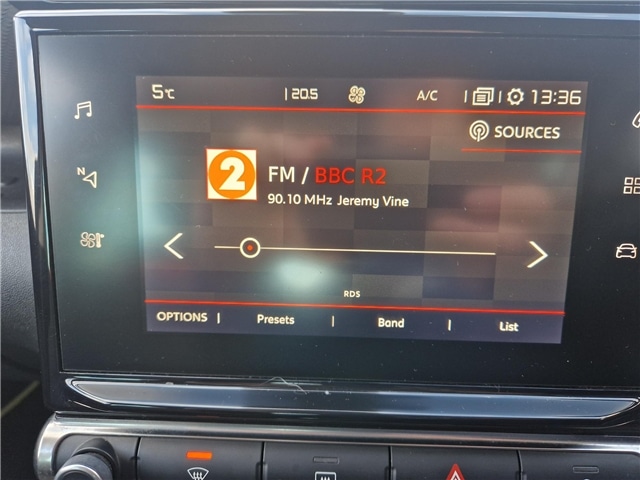 5°C | 20.5 A/C | | 13:36
SOURCES
2
FM / BBC R2
90.10 MHz Jeremy Vine
N
RDS
OPTIONS | Presets | Band | List